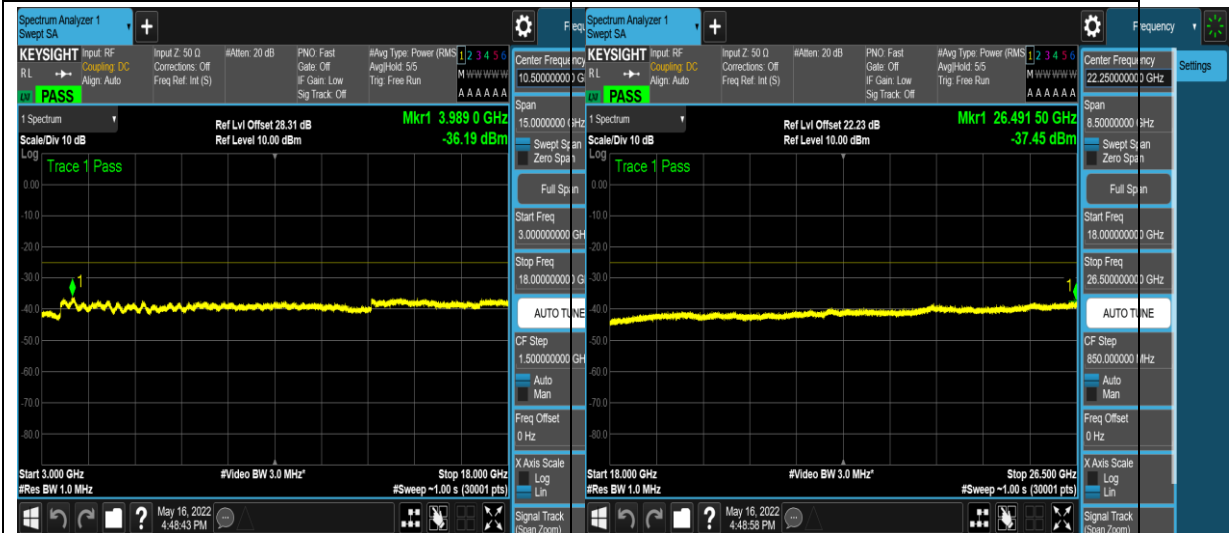 Spectrum Analyzer 1
Swept SA
+
Frequ
KEYSIGHT
RL
Input: RF
Coupling: DC
Align: Auto
Input Z: 50 Ω
Corrections: Off
Freq Ref: Int (S)
#Atten: 20 dB
PNO: Fast
Gate: Off
IF Gain: Low
Sig Track: Off
#Avg Type: Power (RMS
Avg|Hold: 5/5
Trig: Free Run
1 2 3 4 5 6
M W W W W W
A A A A A A
PASS
1 Spectrum
Scale/Div 10 dB
Ref Lvl Offset 28.31 dB
Ref Level 10.00 dBm
Mkr1 3.989 0 GHz
-36.19 dBm
Log
Trace 1 Pass
0.00
-10.0
-20.0
-30.0
-40.0
-50.0
-60.0
-70.0
-80.0
1
Start 3.000 GHz
#Res BW 1.0 MHz
#Video BW 3.0 MHz*
Stop 18.000 GHz
#Sweep ~1.00 s (30001 pts)
Center Frequency
10.50000000 G
Span
15.0000000 GHz
Swept Span
Zero Span
Full Span
Start Freq
3.000000000 GH
Stop Freq
18.00000000 G
AUTO TUNE
CF Step
1.500000000 GH
Auto
Man
Freq Offset
0 Hz
X Axis Scale
Log
Lin
Signal Track
(Span Zoom)
?
May 16, 2022
4:48:43 PM
Spectrum Analyzer 1
Swept SA
+
Frequency
Settings
KEYSIGHT
RL
Input: RF
Coupling: DC
Align: Auto
Input Z: 50 Ω
Corrections: Off
Freq Ref: Int (S)
#Atten: 20 dB
PNO: Fast
Gate: Off
IF Gain: Low
Sig Track: Off
#Avg Type: Power (RMS
Avg|Hold: 5/5
Trig: Free Run
1 2 3 4 5 6
M W W W W W
A A A A A A
PASS
1 Spectrum
Scale/Div 10 dB
Ref Lvl Offset 22.23 dB
Ref Level 10.00 dBm
Mkr1 26.491 50 GHz
-37.45 dBm
Log
Trace 1 Pass
0.00
-10.0
-20.0
-30.0
-40.0
-50.0
-60.0
-70.0
-80.0
1
Start 18.000 GHz
#Res BW 1.0 MHz
#Video BW 3.0 MHz*
Stop 26.500 GHz
#Sweep ~1.00 s (30001 pts)
Center Frequency
22.250000000 GHz
Span
8.50000000 GHz
Swept Span
Zero Span
Full Span
Start Freq
18.000000000 GHz
Stop Freq
26.500000000 GHz
AUTO TUNE
CF Step
850.000000 MHz
Auto
Man
Freq Offset
0 Hz
X Axis Scale
Log
Lin
Signal Track
(Span Zoom)
?
May 16, 2022
4:48:58 PM